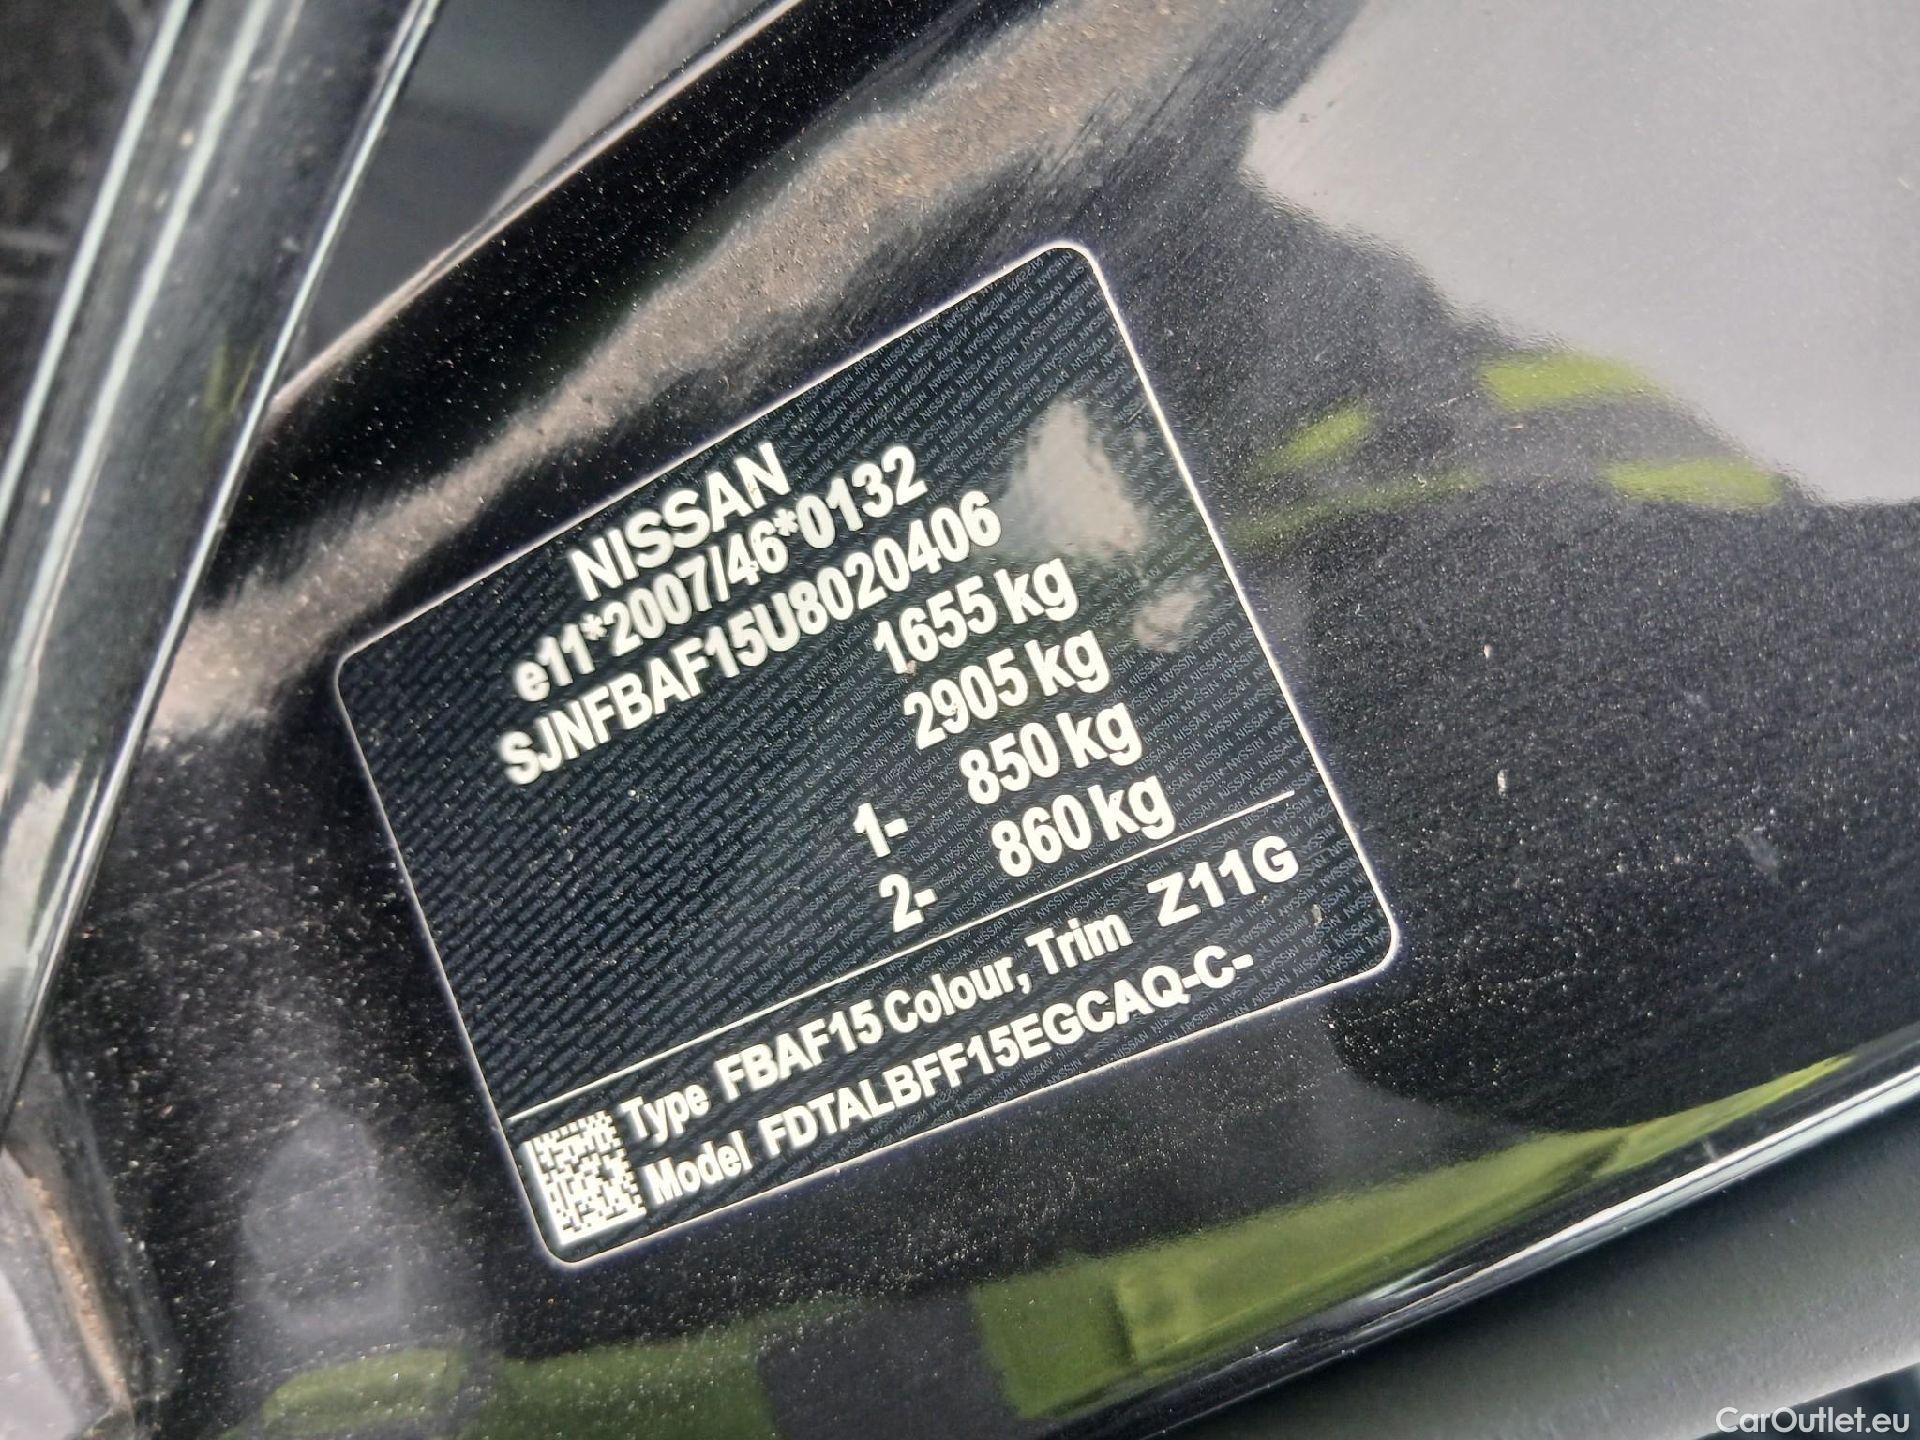 NISSAN
e11*2007/46*0132
SJNFBAF15U8020406
1655 kg
2905 kg
1- 850 kg
2- 860 kg
Type FBAF15 Colour, Trim Z11 G
Model FDTALBFF15EGCAQ-C-
CarOutlet.eu